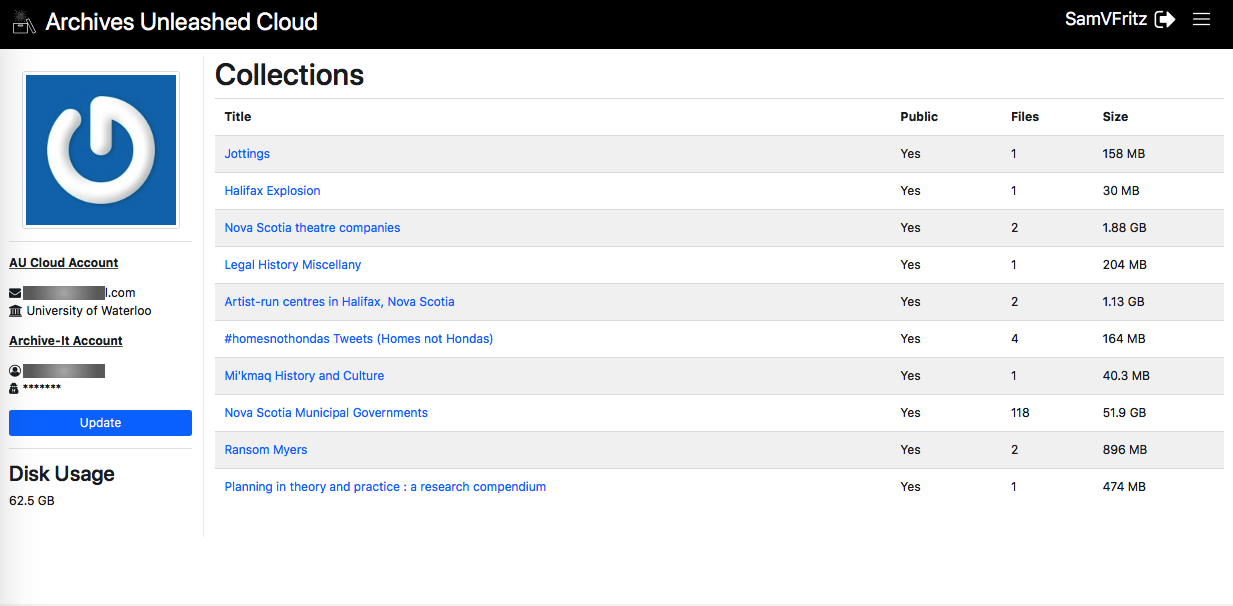 Archives Unleashed Cloud
SamVFritz
Collections
Title Public Files Size
Jottings Yes 1 158 MB
Halifax Explosion Yes 1 30 MB
Nova Scotia theatre companies Yes 2 1.88 GB
Legal History Miscellany Yes 1 204 MB
Artist-run centres in Halifax, Nova Scotia Yes 2 1.13 GB
#homesnothondas Tweets (Homes not Hondas) Yes 4 164 MB
Mi'kmaq History and Culture Yes 1 40.3 MB
Nova Scotia Municipal Governments Yes 118 51.9 GB
Ransom Myers Yes 2 896 MB
Planning in theory and practice : a research compendium Yes 1 474 MB
AU Cloud Account
l.com
University of Waterloo
Archive-It Account
*******
Update
Disk Usage
62.5 GB